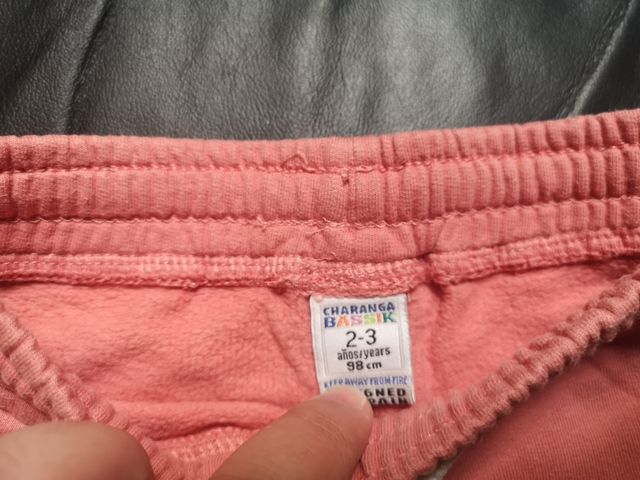 CHARANGA
BASSIK
2-3
años/years
98 cm
KEEP AWAY FROM FIRE